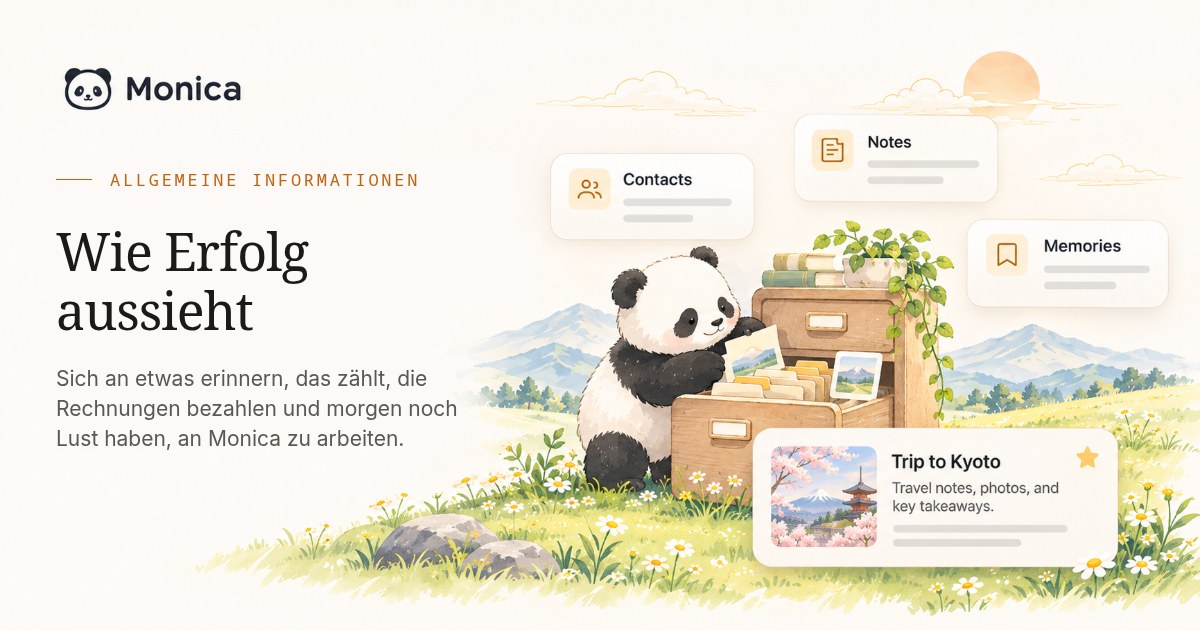 Monica
ALLGEMEINE INFORMATIONEN
Wie Erfolg
aussieht
Sich an etwas erinnern, das zählt, die
Rechnungen bezahlen und morgen noch
Lust haben, an Monica zu arbeiten.
Contacts
Notes
Memories
Trip to Kyoto
Travel notes, photos, and
key takeaways.